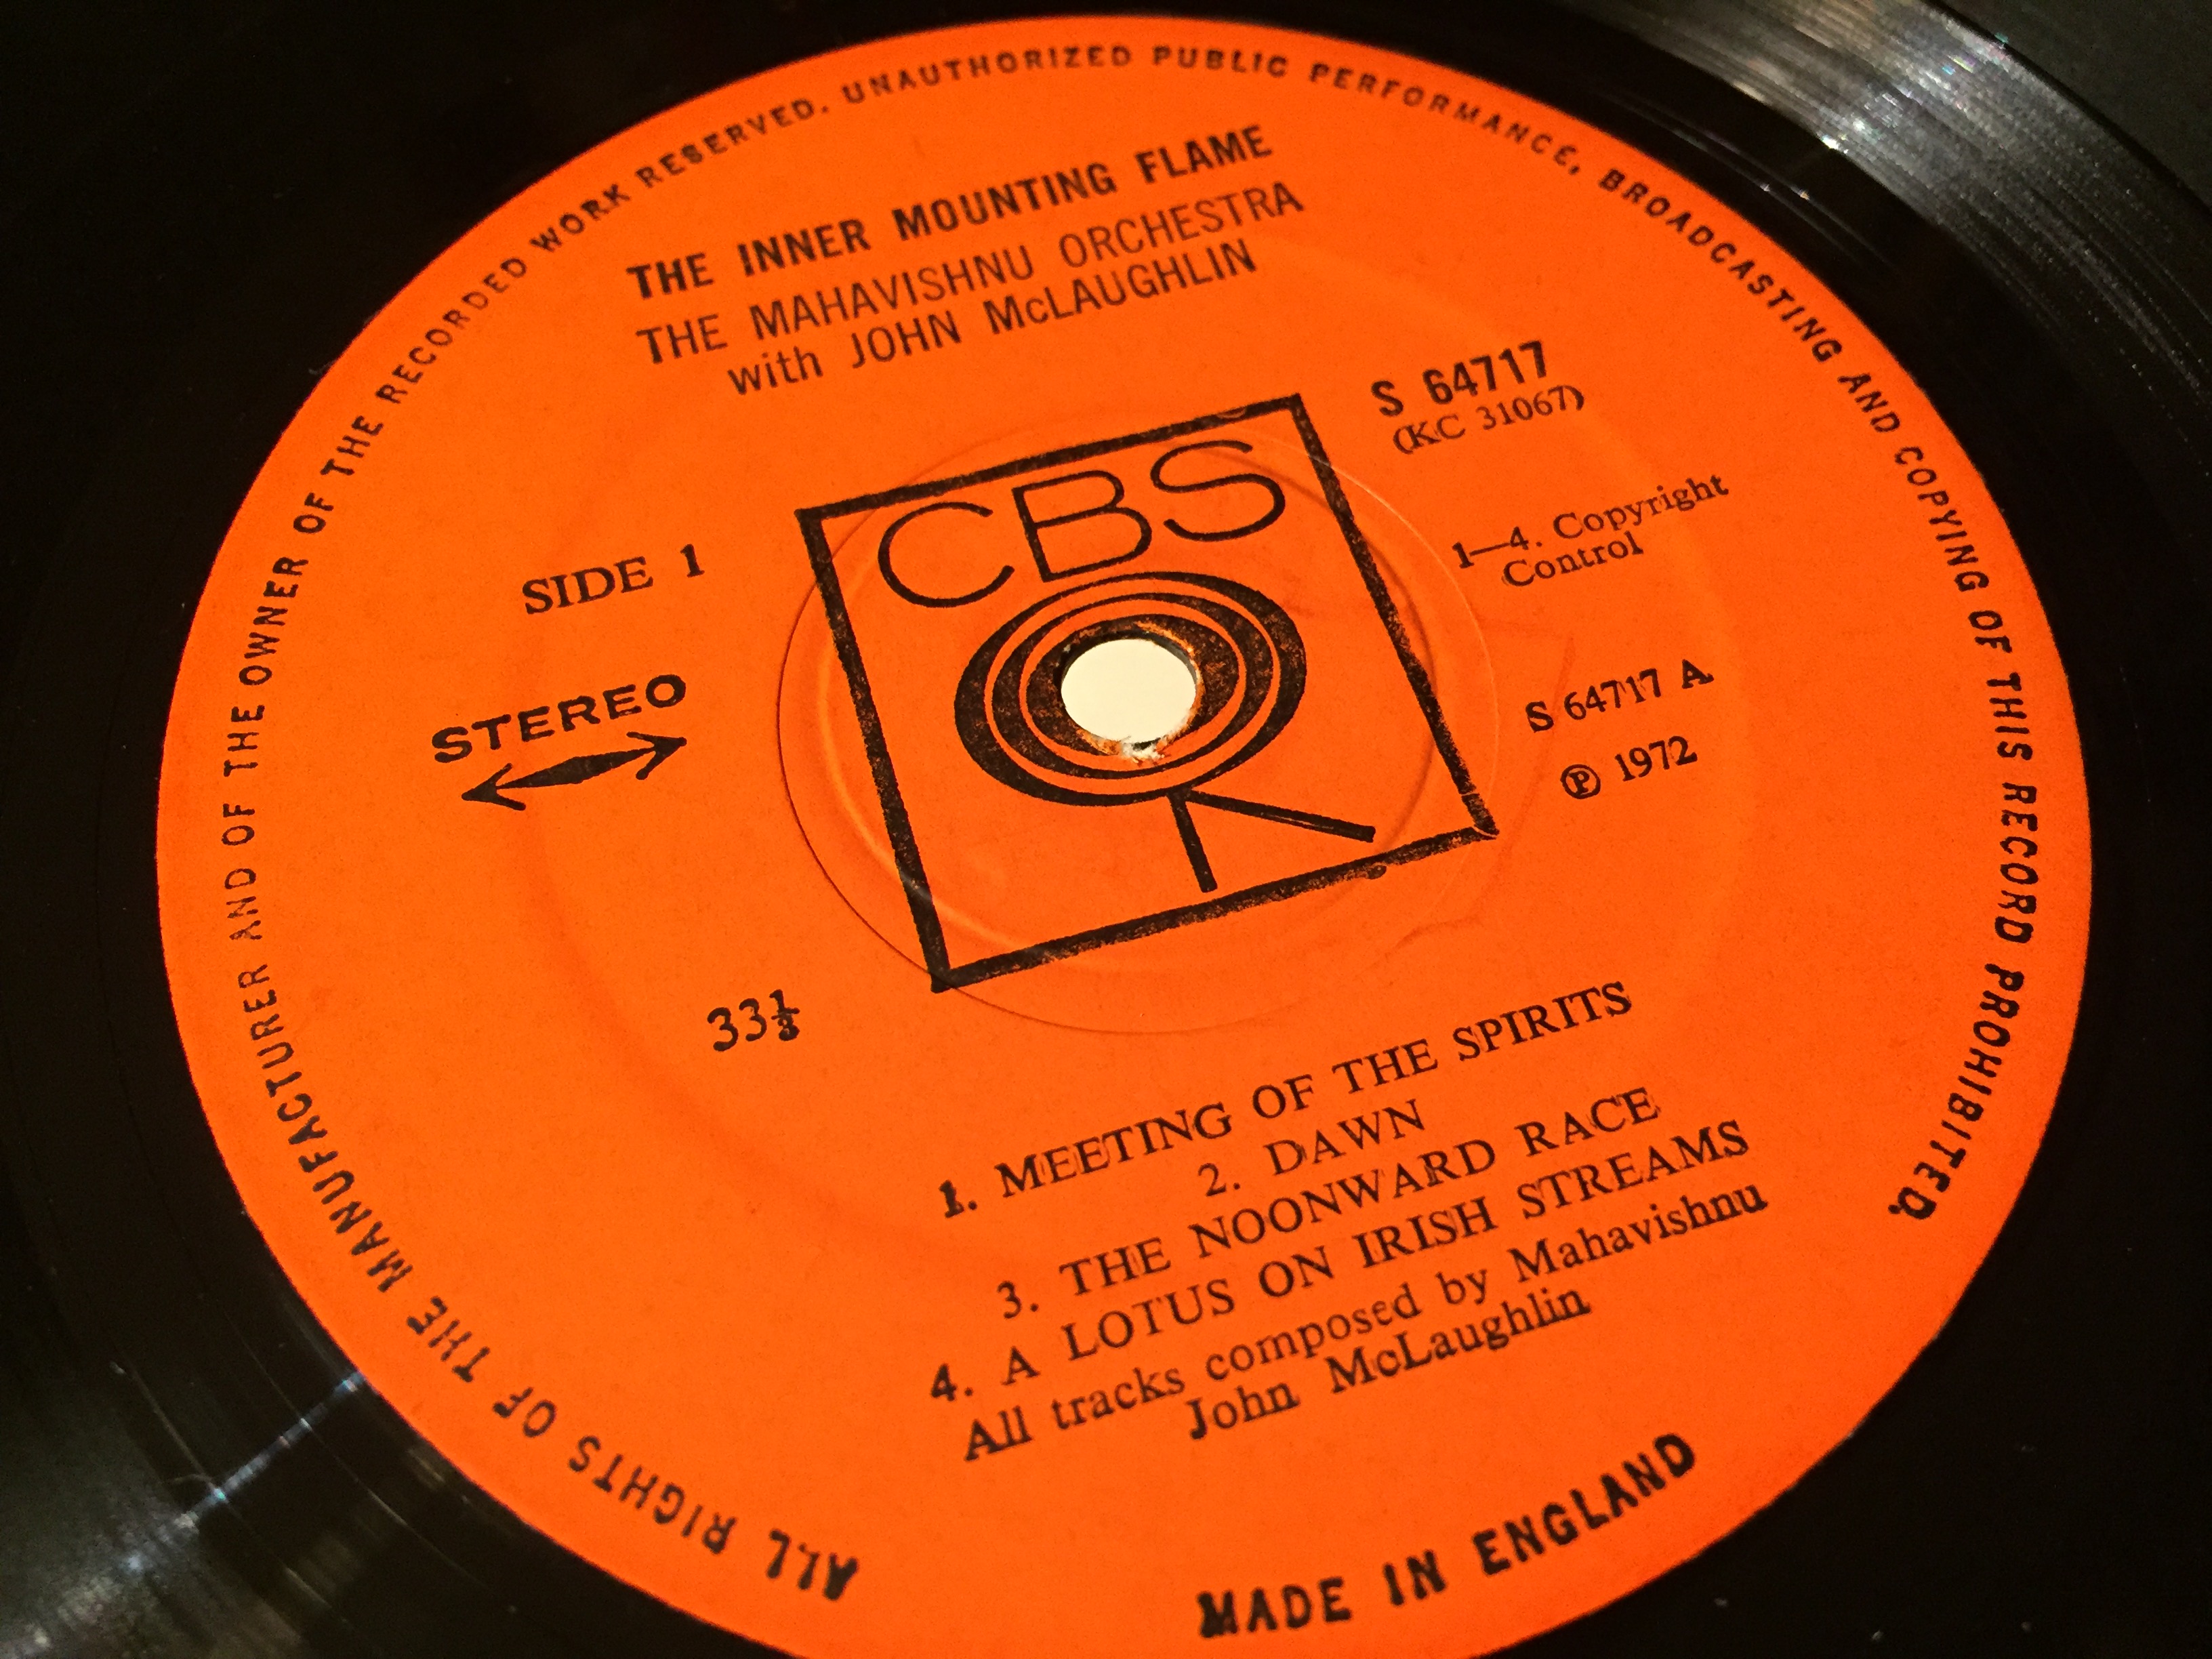 ALL RIGHTS OF THE MANUFACTURER AND OF THE OWNER OF THE RECORDED WORK RESERVED. UNAUTHORIZED PUBLIC PERFORMANCE, BROADCASTING AND COPYING OF THIS RECORD PROHIBITED.
THE INNER MOUNTING FLAME
THE MAHAVISHNU ORCHESTRA
with JOHN McLAUGHLIN
S 64717
(KC 31067)
CBS
SIDE 1
1—4. Copyright
Control
STEREO
S 64717 A
℗ 1972
33⅓
1. MEETING OF THE SPIRITS
2. DAWN
3. THE NOONWARD RACE
4. A LOTUS ON IRISH STREAMS
All tracks composed by Mahavishnu
John McLaughlin
MADE IN ENGLAND